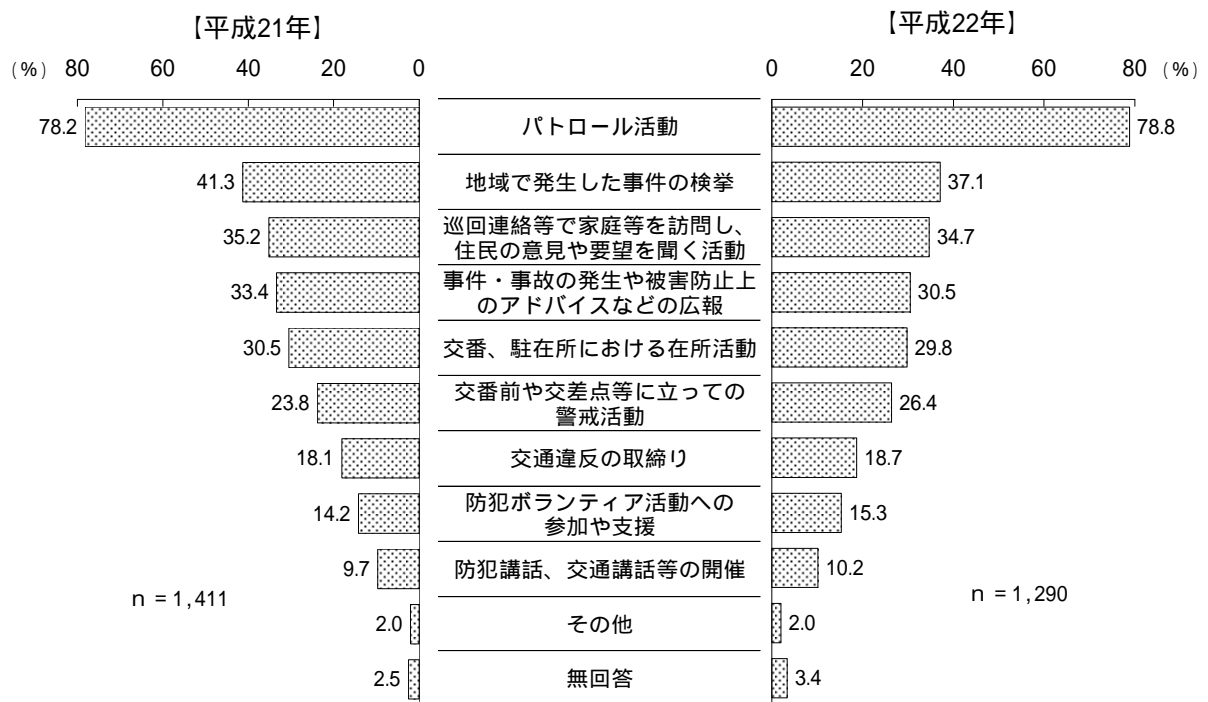 【平成21年】
【平成22年】
(%) 80 60 40 20 0
0 20 40 60 80 (%)
78.2 パトロール活動 78.8
41.3 地域で発生した事件の検挙 37.1
35.2 巡回連絡等で家庭等を訪問し、
住民の意見や要望を聞く活動 34.7
33.4 事件・事故の発生や被害防止上
のアドバイスなどの広報 30.5
30.5 交番、駐在所における在所活動 29.8
23.8 交番前や交差点等に立っての
警戒活動 26.4
18.1 交通違反の取締り 18.7
14.2 防犯ボランティア活動への
参加や支援 15.3
9.7 防犯講話、交通講話等の開催 10.2
n = 1,411
n = 1,290
2.0 その他 2.0
2.5 無回答 3.4